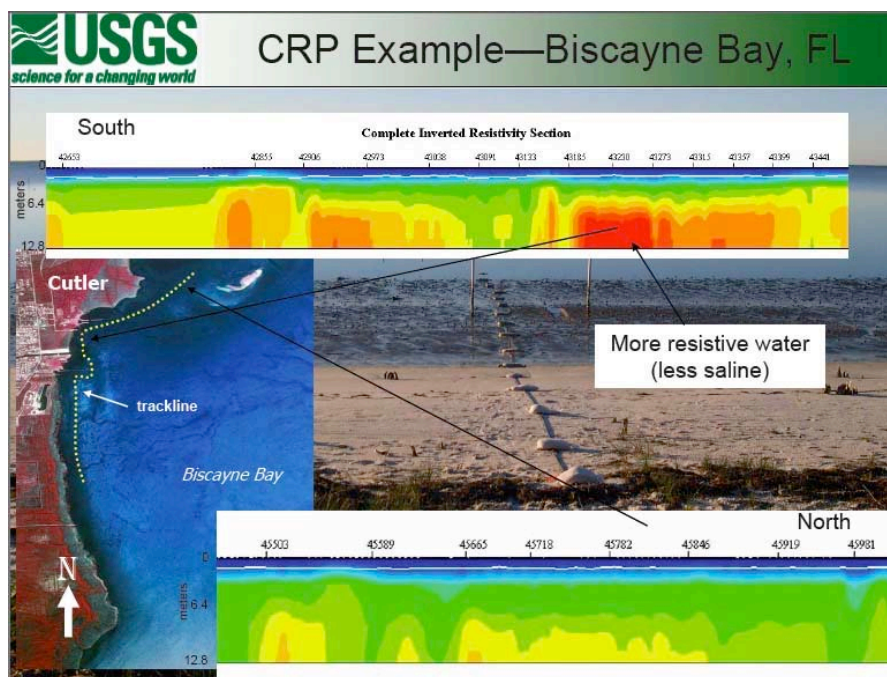 USGS
science for a changing world
CRP Example—Biscayne Bay, FL
South
Complete Inverted Resistivity Section
42653 42855 42906 42973 43038 43091 43133 43185 43230 43273 43315 43357 43399 43441
0
meters
6.4
12.8
Cutler
More resistive water
(less saline)
trackline
Biscayne Bay
North
45503 45589 45665 45718 45782 45846 45919 45981
0
N
meters
6.4
12.8